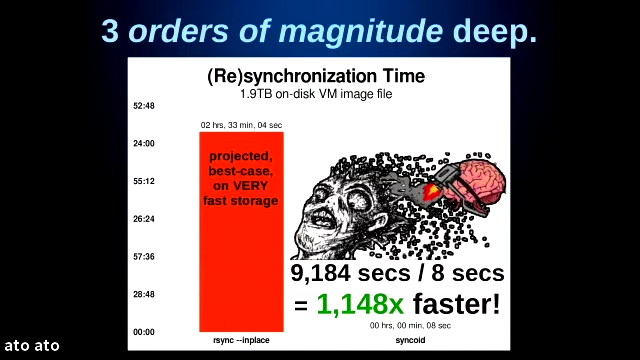 3 orders of magnitude deep.
(Re)synchronization Time
1.9TB on-disk VM image file
52:48
02 hrs, 33 min, 04 sec
24:00
projected,
best-case,
on VERY
fast storage
55:12
26:24
57:36
9,184 secs / 8 secs
28:48
= 1,148x faster!
00 hrs, 00 min, 08 sec
00:00
rsync --inplace
syncoid
ato ato